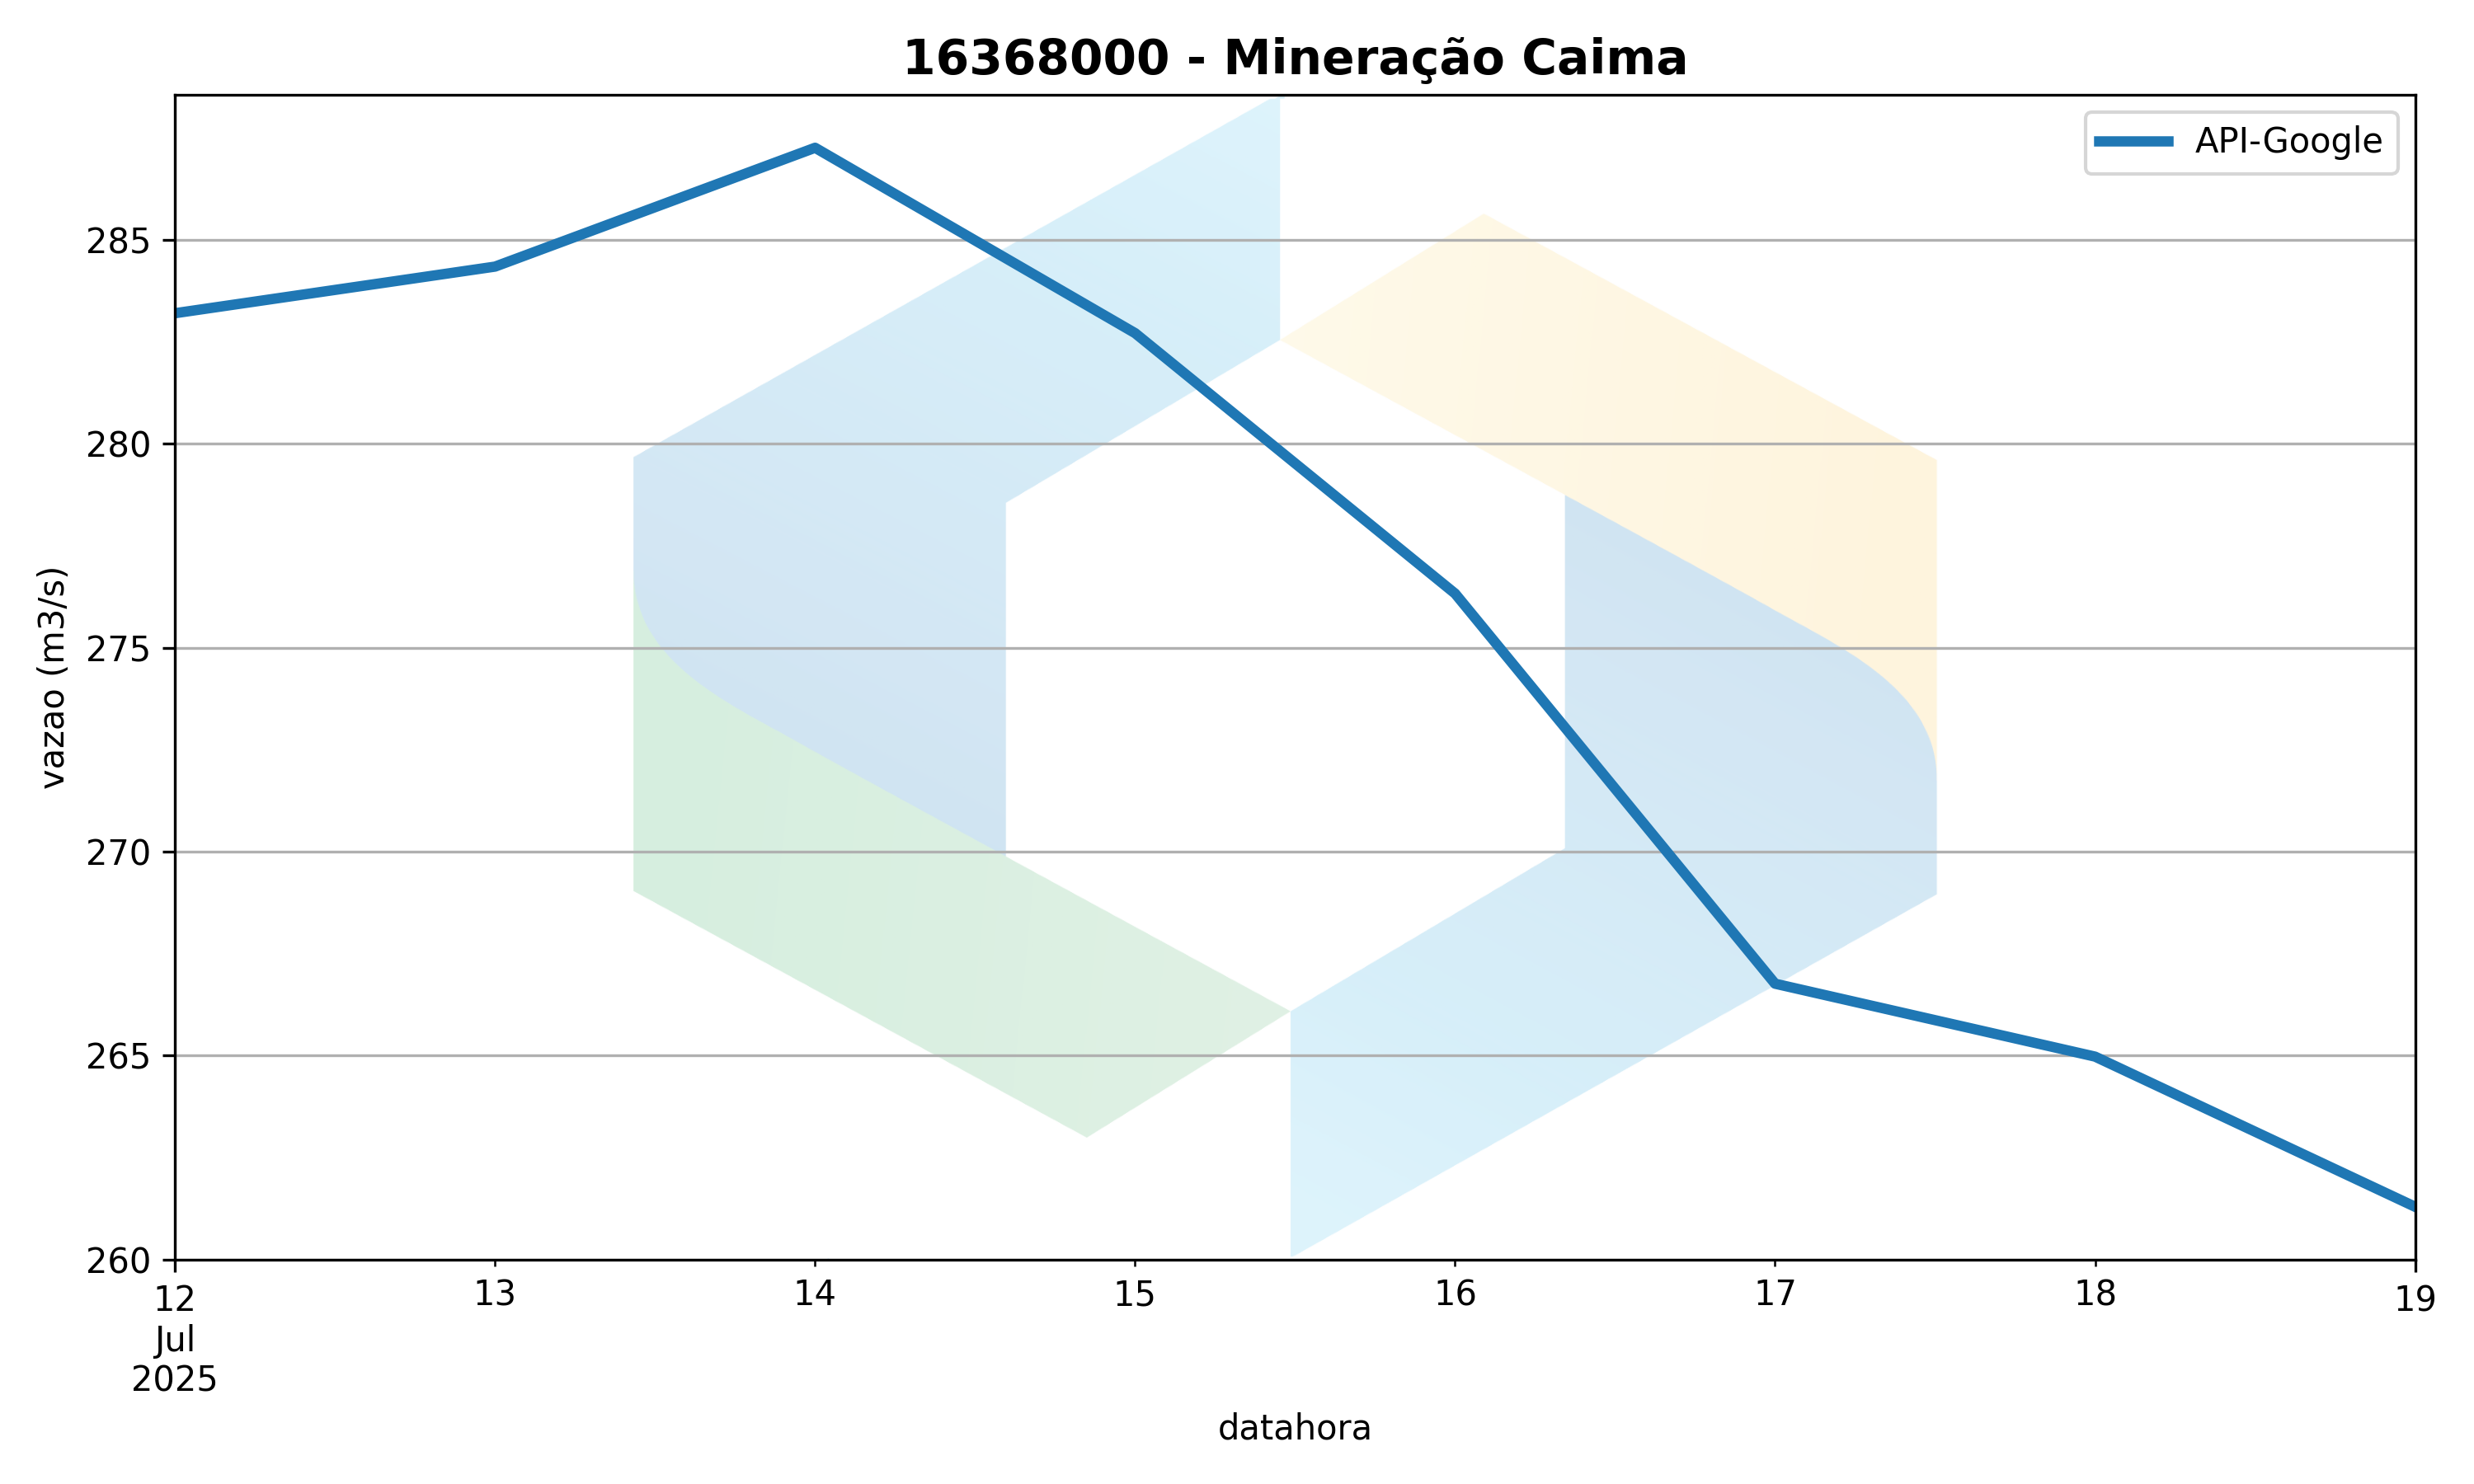 16368000 - Mineração Caima
API-Google
285
280
275
270
265
260
vazao (m3/s)
12 13 14 15 16 17 18 19
Jul
2025
datahora